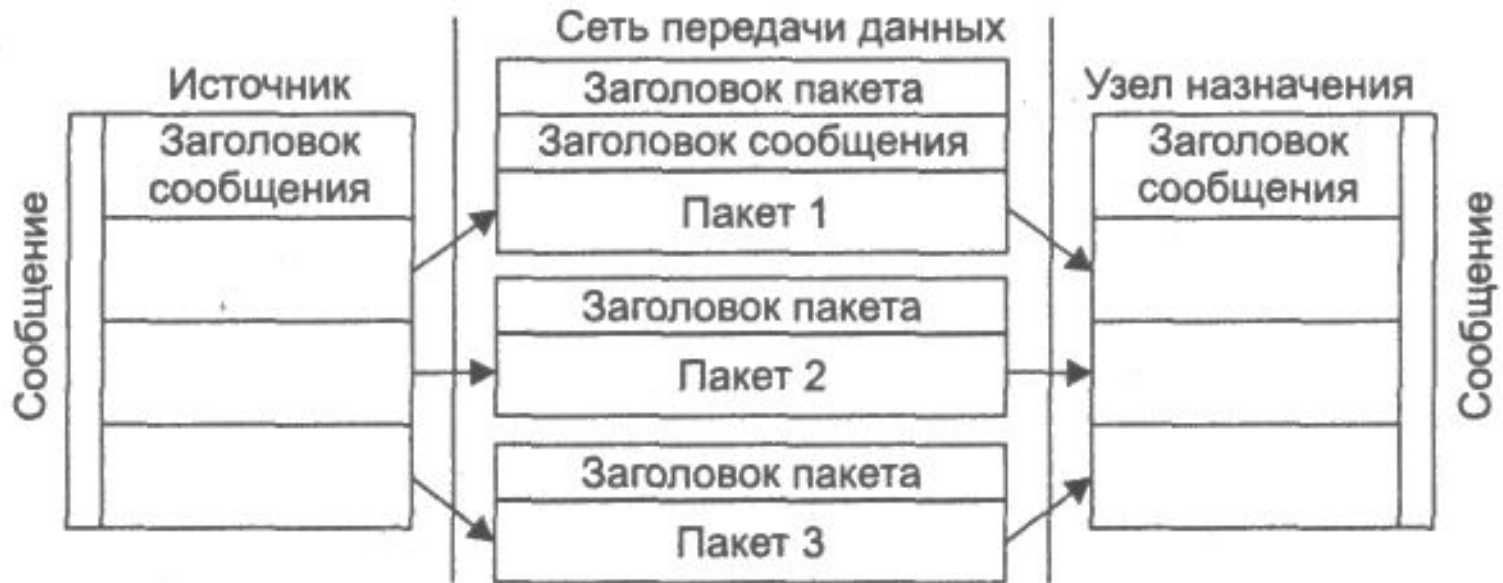 Сеть передачи данных
Источник
Заголовок
сообщения
Сообщение
Заголовок пакета
Заголовок сообщения
Пакет 1
Заголовок пакета
Пакет 2
Заголовок пакета
Пакет 3
Узел назначения
Заголовок
сообщения
Сообщение